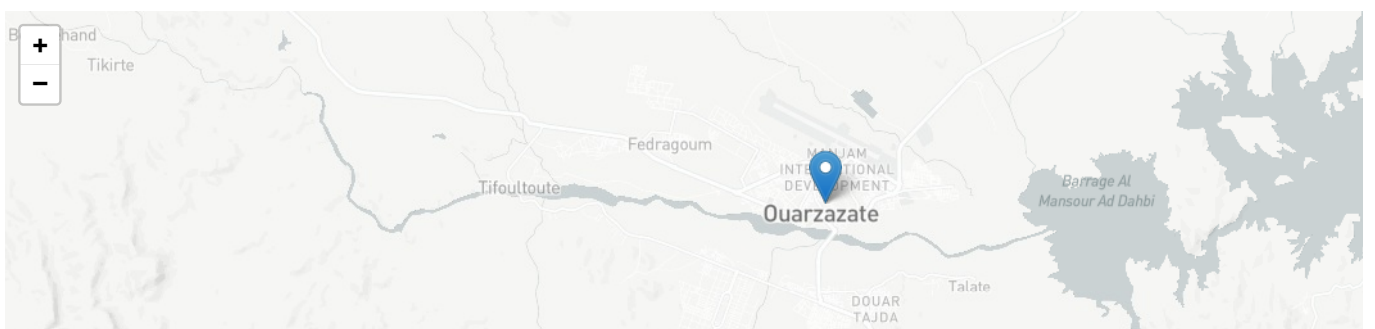 +
−
Tikirte
Fedragoum
Tifoultoute
Ouarzazate
Barrage Al
Mansour Ad Dahbi
Talate
DOUAR
TAJDA